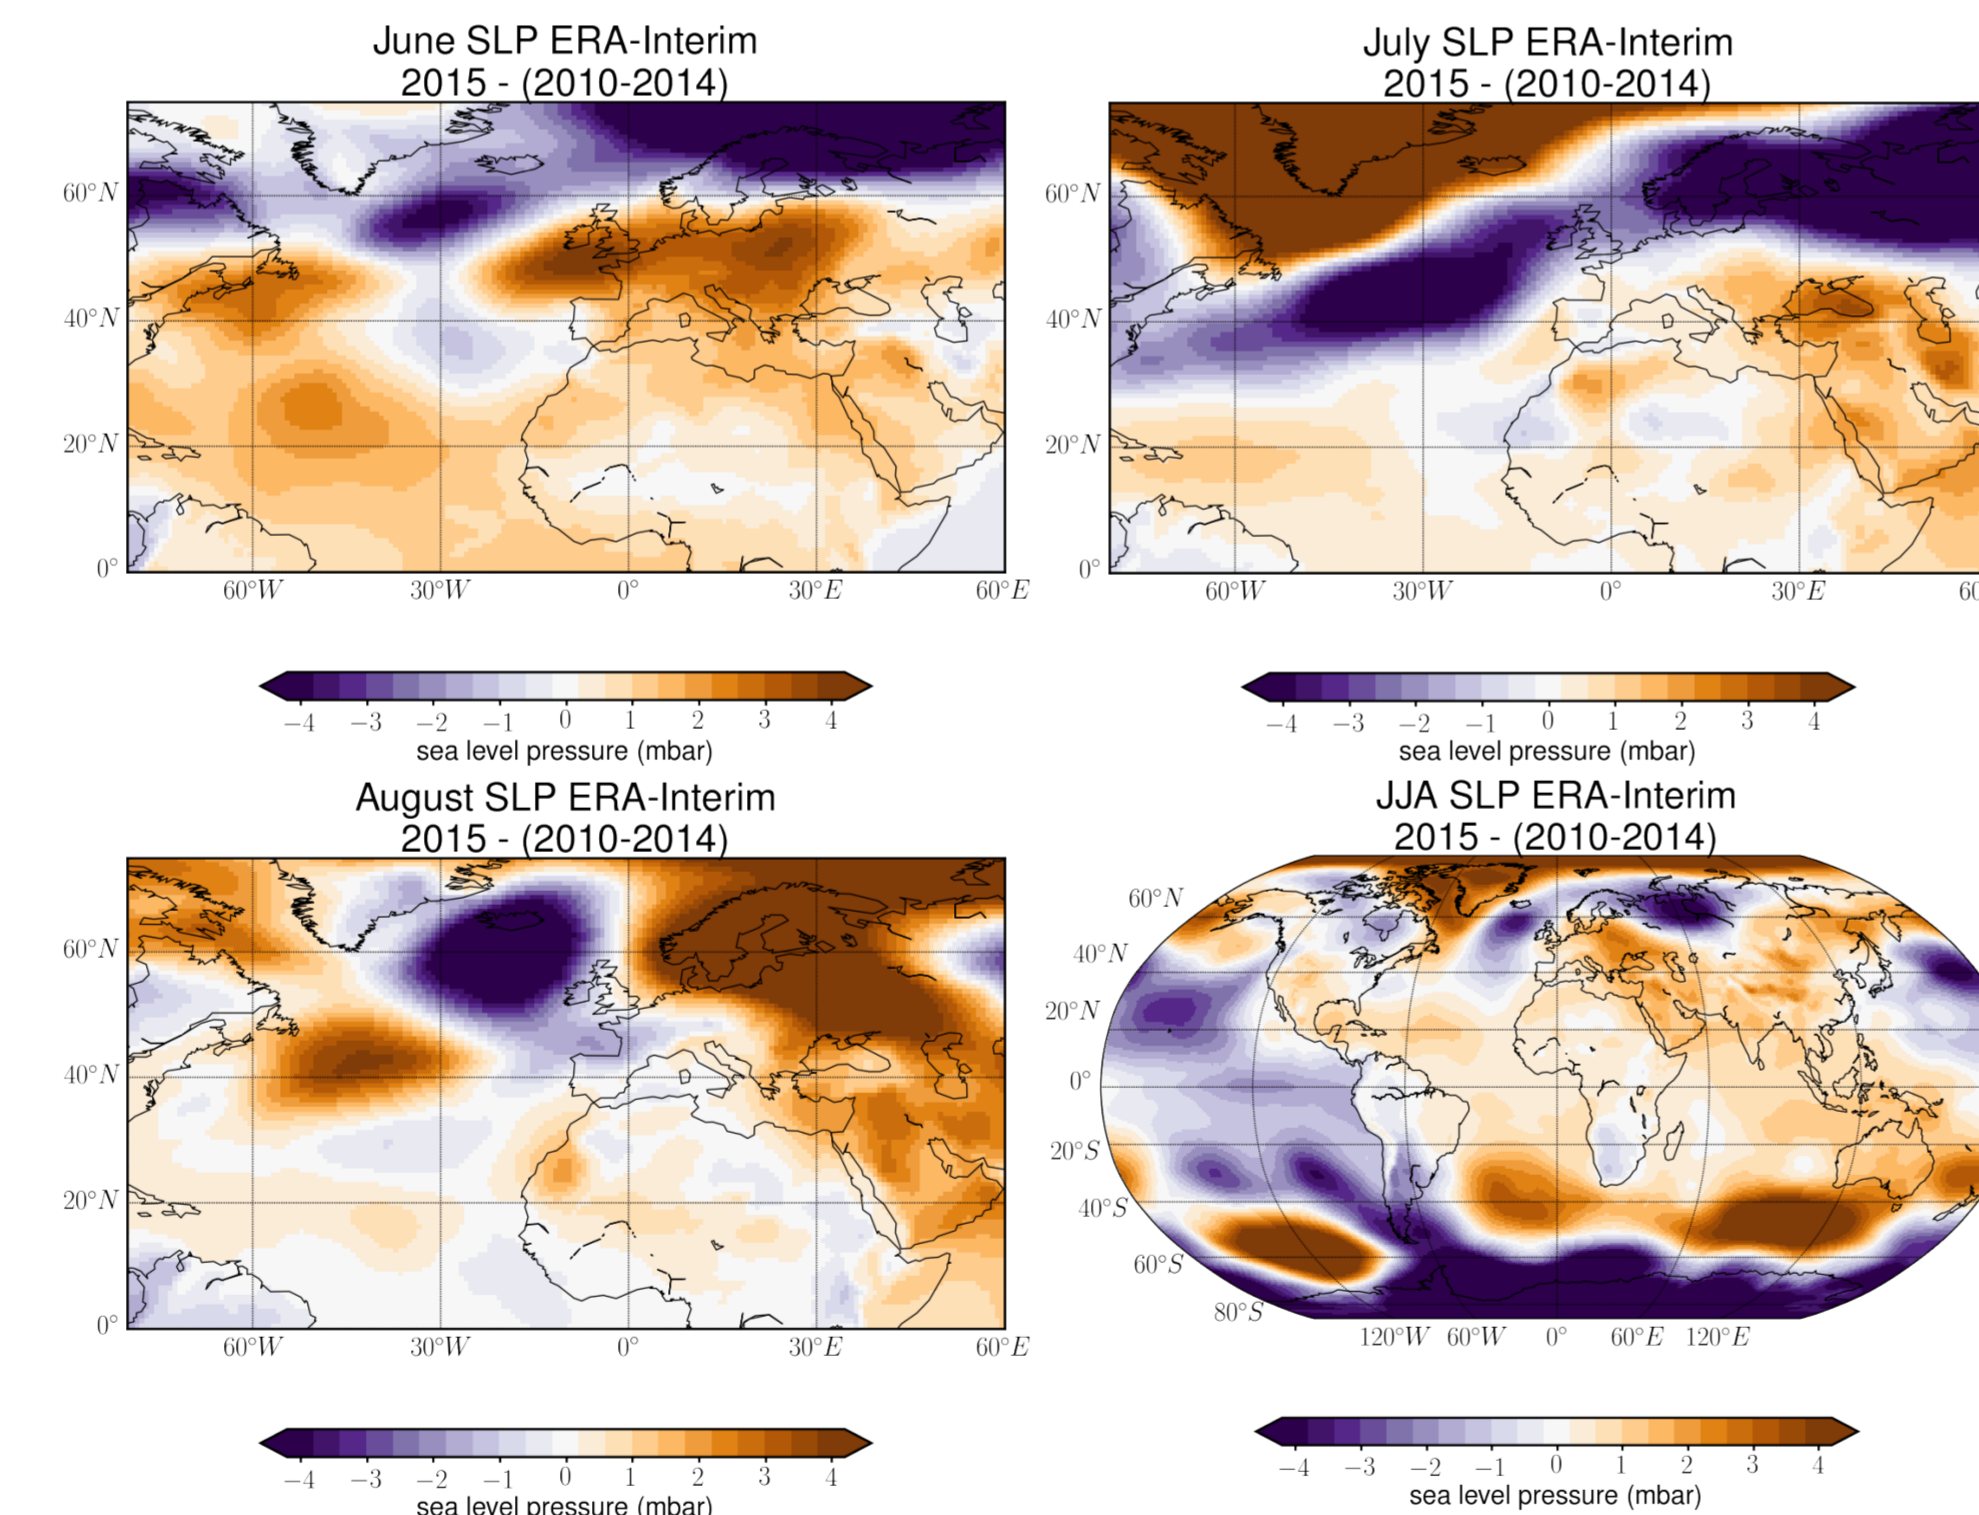 June SLP ERA-Interim
2015 - (2010-2014)
60°N
40°N
20°N
0°
60°W 30°W 0° 30°E 60°E
−4 −3 −2 −1 0 1 2 3 4
sea level pressure (mbar)
July SLP ERA-Interim
2015 - (2010-2014)
60°N
40°N
20°N
0°
60°W 30°W 0° 30°E 60
−4 −3 −2 −1 0 1 2 3 4
sea level pressure (mbar)
August SLP ERA-Interim
2015 - (2010-2014)
60°N
40°N
20°N
0°
60°W 30°W 0° 30°E 60°E
−4 −3 −2 −1 0 1 2 3 4
sea level pressure (mbar)
JJA SLP ERA-Interim
2015 - (2010-2014)
60°N
40°N
20°N
0°
20°S
40°S
60°S
80°S
120°W 60°W 0° 60°E 120°E
−4 −3 −2 −1 0 1 2 3 4
sea level pressure (mbar)